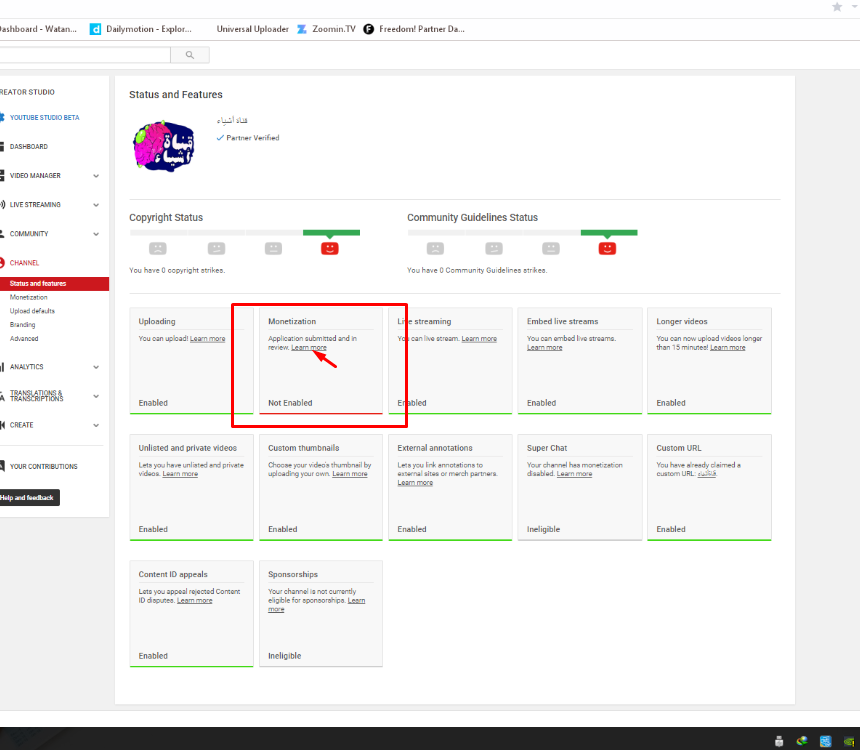 Dashboard - Watan...
Dailymotion - Explor...
Universal Uploader
Zoomin.TV
Freedom! Partner Da...
CREATOR STUDIO
YOUTUBE STUDIO BETA
DASHBOARD
VIDEO MANAGER
LIVE STREAMING
COMMUNITY
CHANNEL
Status and features
Monetization
Upload defaults
Branding
Advanced
ANALYTICS
TRANSLATIONS &
TRANSCRIPTIONS
CREATE
YOUR CONTRIBUTIONS
Help and feedback
Status and Features
قناة أشياء
قناة
أشياء
Partner Verified
Copyright Status
You have 0 copyright strikes.
Community Guidelines Status
You have 0 Community Guidelines strikes.
Uploading
You can upload! Learn more
Enabled
Monetization
Application submitted and in
review. Learn more
Not Enabled
Live streaming
You can live stream. Learn more
Enabled
Embed live streams
You can embed live streams.
Learn more
Enabled
Longer videos
You can now upload videos longer
than 15 minutes! Learn more
Enabled
Unlisted and private videos
Lets you have unlisted and private
videos. Learn more
Enabled
Custom thumbnails
Choose your video's thumbnail by
uploading your own. Learn more
Enabled
External annotations
Lets you link annotations to
external sites or merch partners.
Learn more
Enabled
Super Chat
Your channel has monetization
disabled. Learn more
Ineligible
Custom URL
You have already claimed a
custom URL:
Enabled
Content ID appeals
Lets you appeal rejected Content
ID disputes. Learn more
Enabled
Sponsorships
Your channel is not currently
eligible for sponsorships. Learn
more
Ineligible